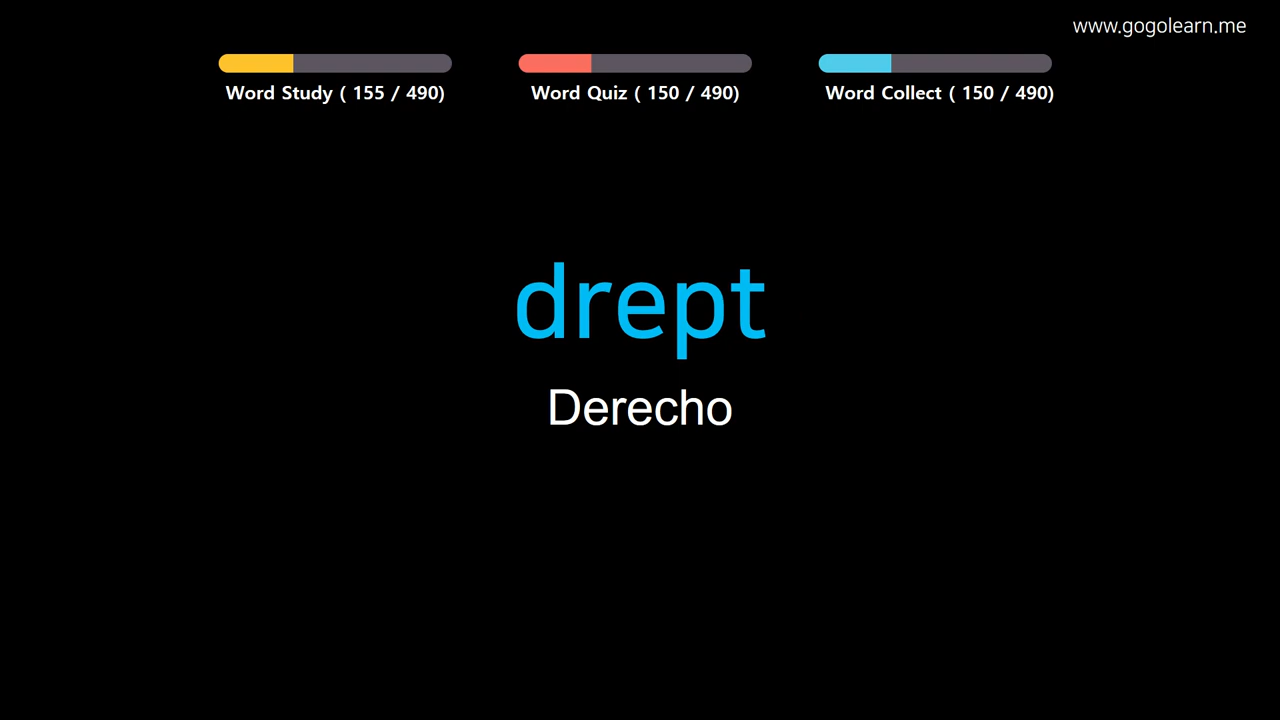 www.gogolearn.me
Word Study ( 155 / 490)
Word Quiz ( 150 / 490)
Word Collect ( 150 / 490)
drept
Derecho